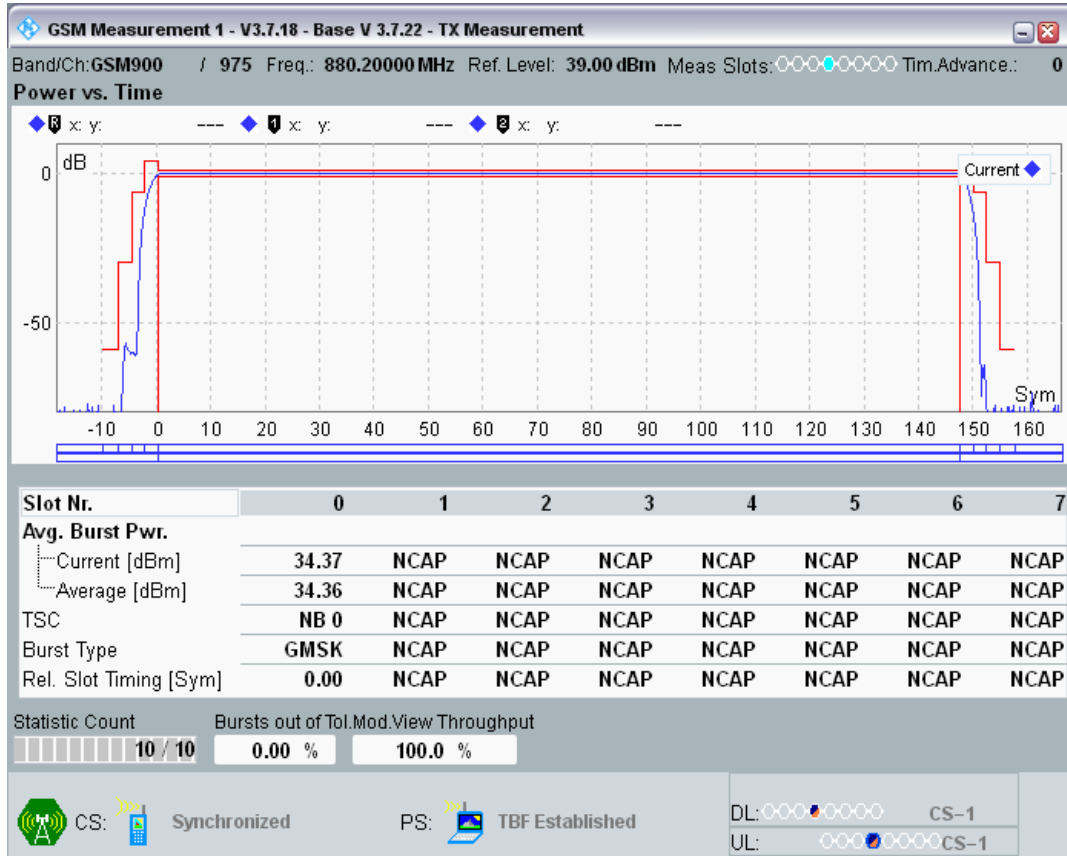 GSM Measurement 1 - V3.7.18 - Base V 3.7.22 - TX Measurement
Band/Ch:GSM900 / 975 Freq.: 880.20000 MHz Ref. Level: 39.00 dBm Meas Slots: Tim.Advance.: 0
Power vs. Time
R x: y: --- 1 x: y: --- 2 x: y: ---
dB
Current
0
-50
Sym
-10 0 10 20 30 40 50 60 70 80 90 100 110 120 130 140 150 160
Slot Nr. 0 1 2 3 4 5 6 7
Avg. Burst Pwr.
Current [dBm] 34.37 NCAP NCAP NCAP NCAP NCAP NCAP NCAP
Average [dBm] 34.36 NCAP NCAP NCAP NCAP NCAP NCAP NCAP
TSC NB 0 NCAP NCAP NCAP NCAP NCAP NCAP NCAP
Burst Type GMSK NCAP NCAP NCAP NCAP NCAP NCAP NCAP
Rel. Slot Timing [Sym] 0.00 NCAP NCAP NCAP NCAP NCAP NCAP NCAP
Statistic Count Bursts out of Tol.Mod.View Throughput
10 / 10 0.00 % 100.0 %
CS: Synchronized PS: TBF Established DL: CS-1
UL: CS-1